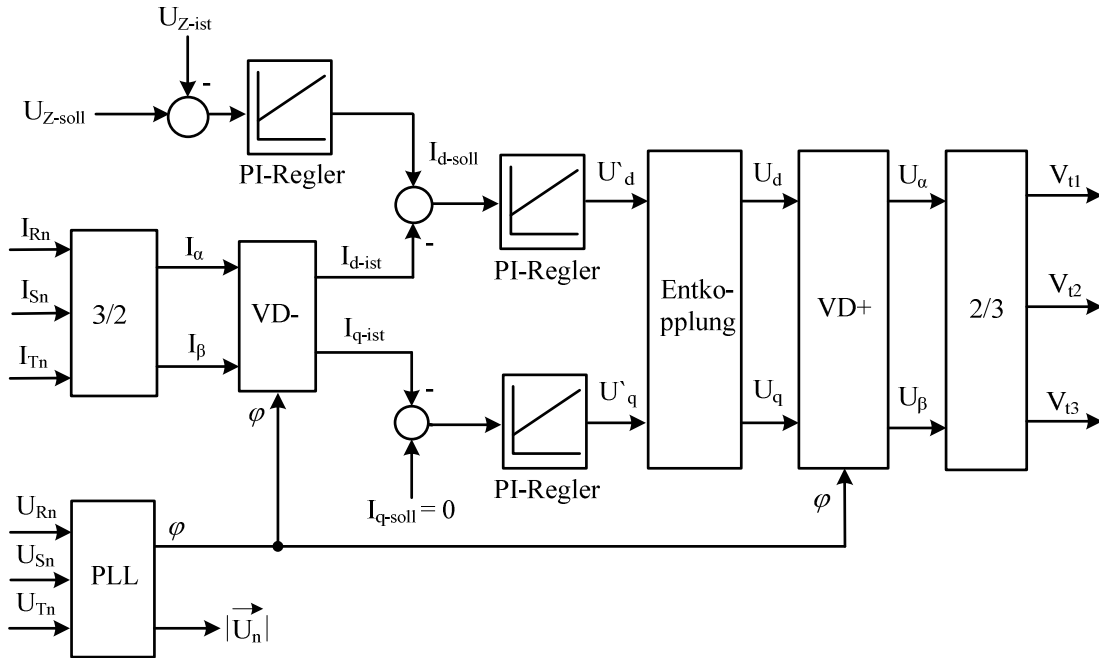 U_Z-ist
-
U_Z-soll
PI-Regler
I_d-soll
U`_d
U_d
U_α
V_t1
-
PI-Regler
I_Rn
I_Sn
I_Tn
3/2
I_α
I_β
VD-
I_d-ist
I_q-ist
Entko-
pplung
VD+
2/3
V_t2
φ
-
U`_q
U_q
U_β
V_t3
PI-Regler
I_q-soll = 0
φ
U_Rn
U_Sn
U_Tn
PLL
φ
|U_n|